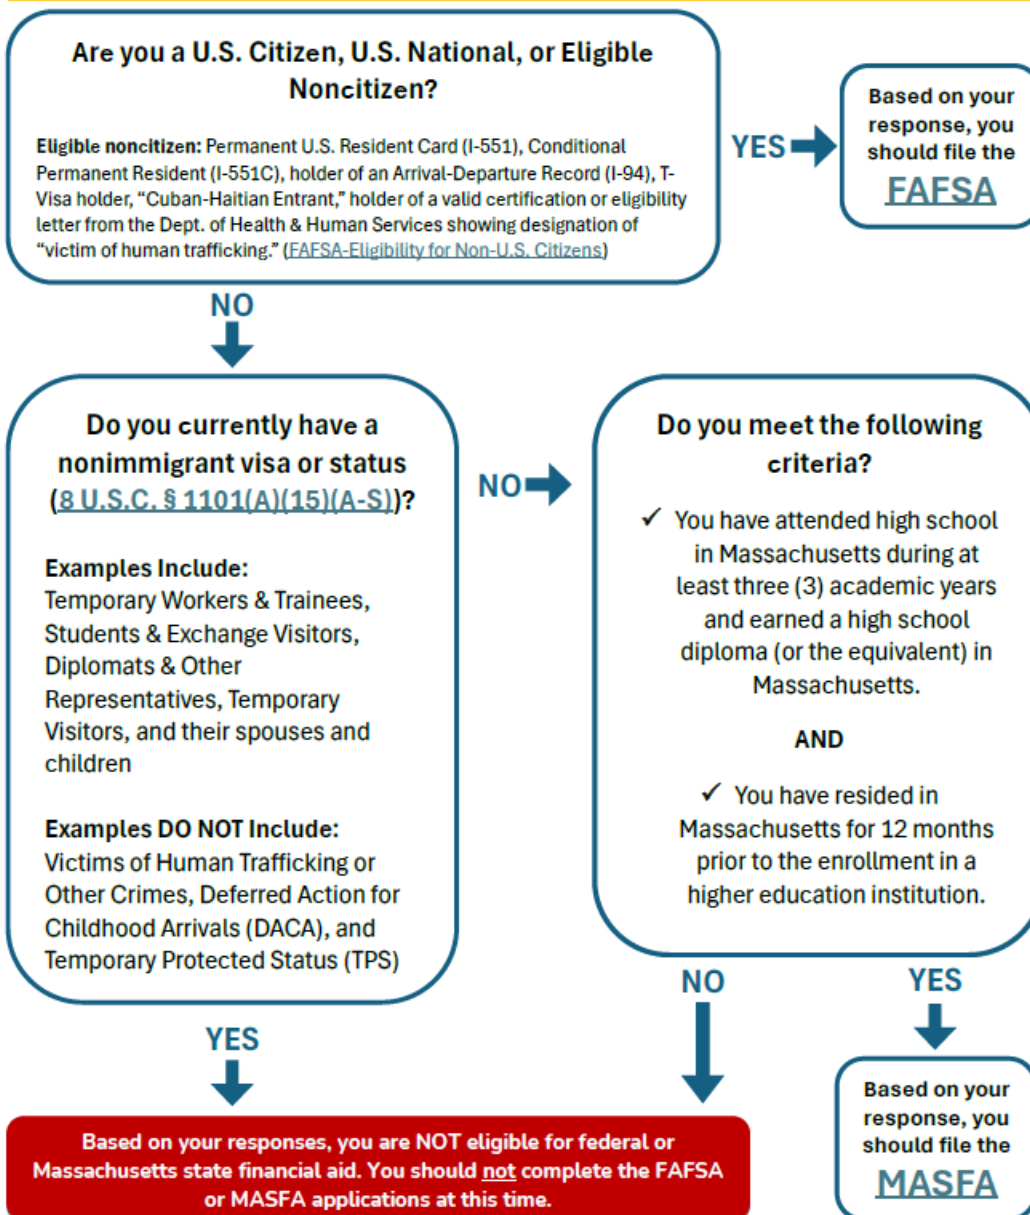 Are you a U.S. Citizen, U.S. National, or Eligible
Noncitizen?
Eligible noncitizen: Permanent U.S. Resident Card (I-551), Conditional
Permanent Resident (I-551C), holder of an Arrival-Departure Record (I-94), T-
Visa holder, “Cuban-Haitian Entrant,” holder of a valid certification or eligibility
letter from the Dept. of Health & Human Services showing designation of
“victim of human trafficking.” (FAFSA-Eligibility for Non-U.S. Citizens)
YES
Based on your
response, you
should file the
FAFSA
NO
Do you currently have a
nonimmigrant visa or status
(8 U.S.C. § 1101(A)(15)(A-S))?
Examples Include:
Temporary Workers & Trainees,
Students & Exchange Visitors,
Diplomats & Other
Representatives, Temporary
Visitors, and their spouses and
children
Examples DO NOT Include:
Victims of Human Trafficking or
Other Crimes, Deferred Action for
Childhood Arrivals (DACA), and
Temporary Protected Status (TPS)
NO
Do you meet the following
criteria?
✓ You have attended high school
in Massachusetts during at
least three (3) academic years
and earned a high school
diploma (or the equivalent) in
Massachusetts.
AND
✓ You have resided in
Massachusetts for 12 months
prior to the enrollment in a
higher education institution.
YES
NO
YES
Based on your responses, you are NOT eligible for federal or
Massachusetts state financial aid. You should not complete the FAFSA
or MASFA applications at this time.
Based on your
response, you
should file the
MASFA